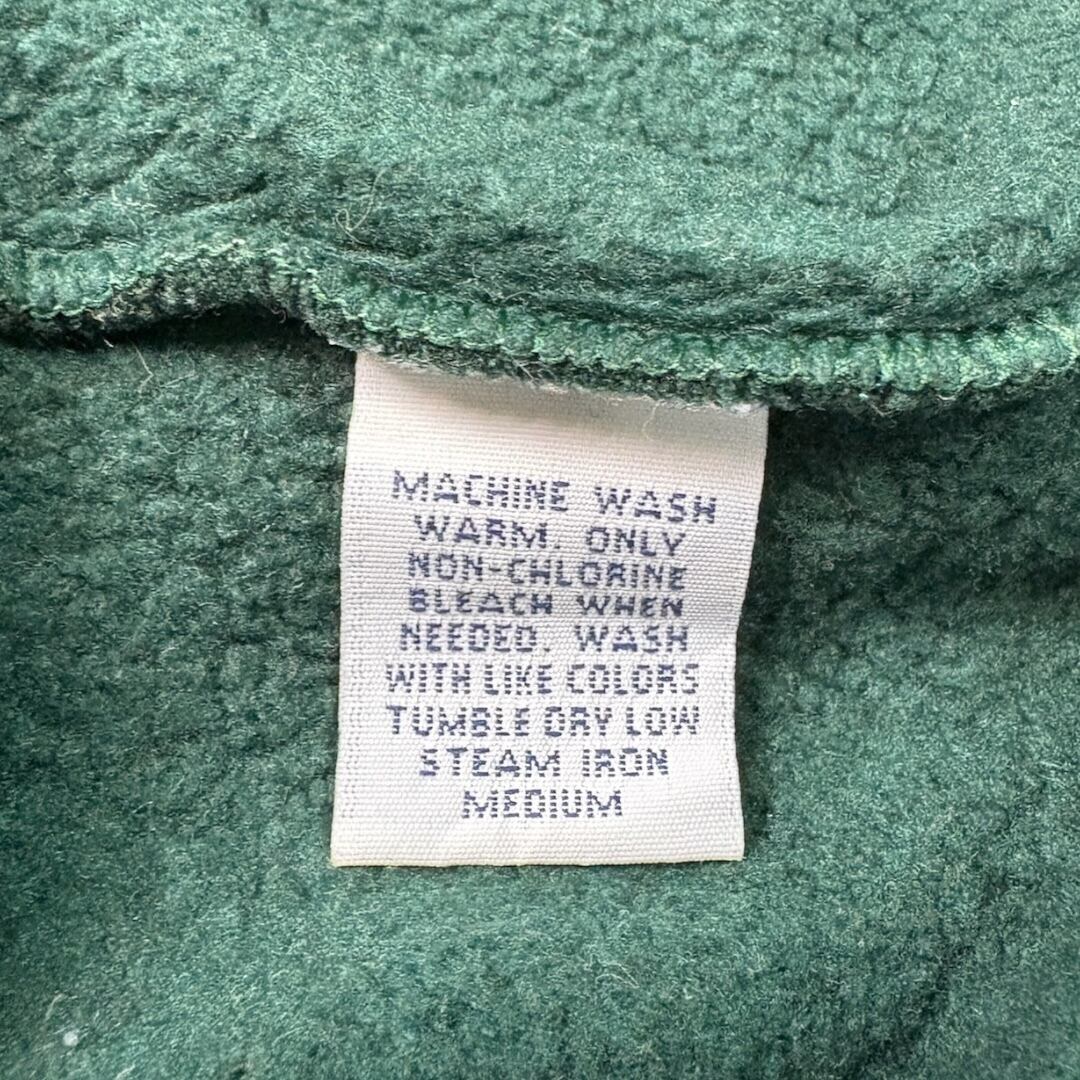 MACHINE WASH
WARM. ONLY
NON-CHLORINE
BLEACH WHEN
NEEDED. WASH
WITH LIKE COLORS
TUMBLE DRY LOW
STEAM IRON
MEDIUM